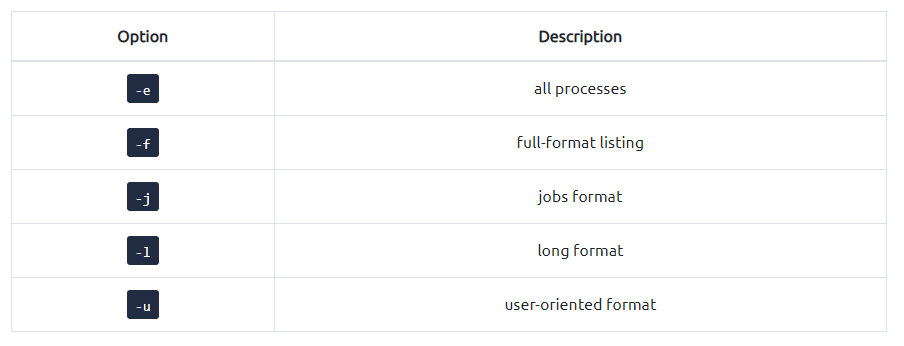 Option Description
-e all processes
-f full-format listing
-j jobs format
-l long format
-u user-oriented format